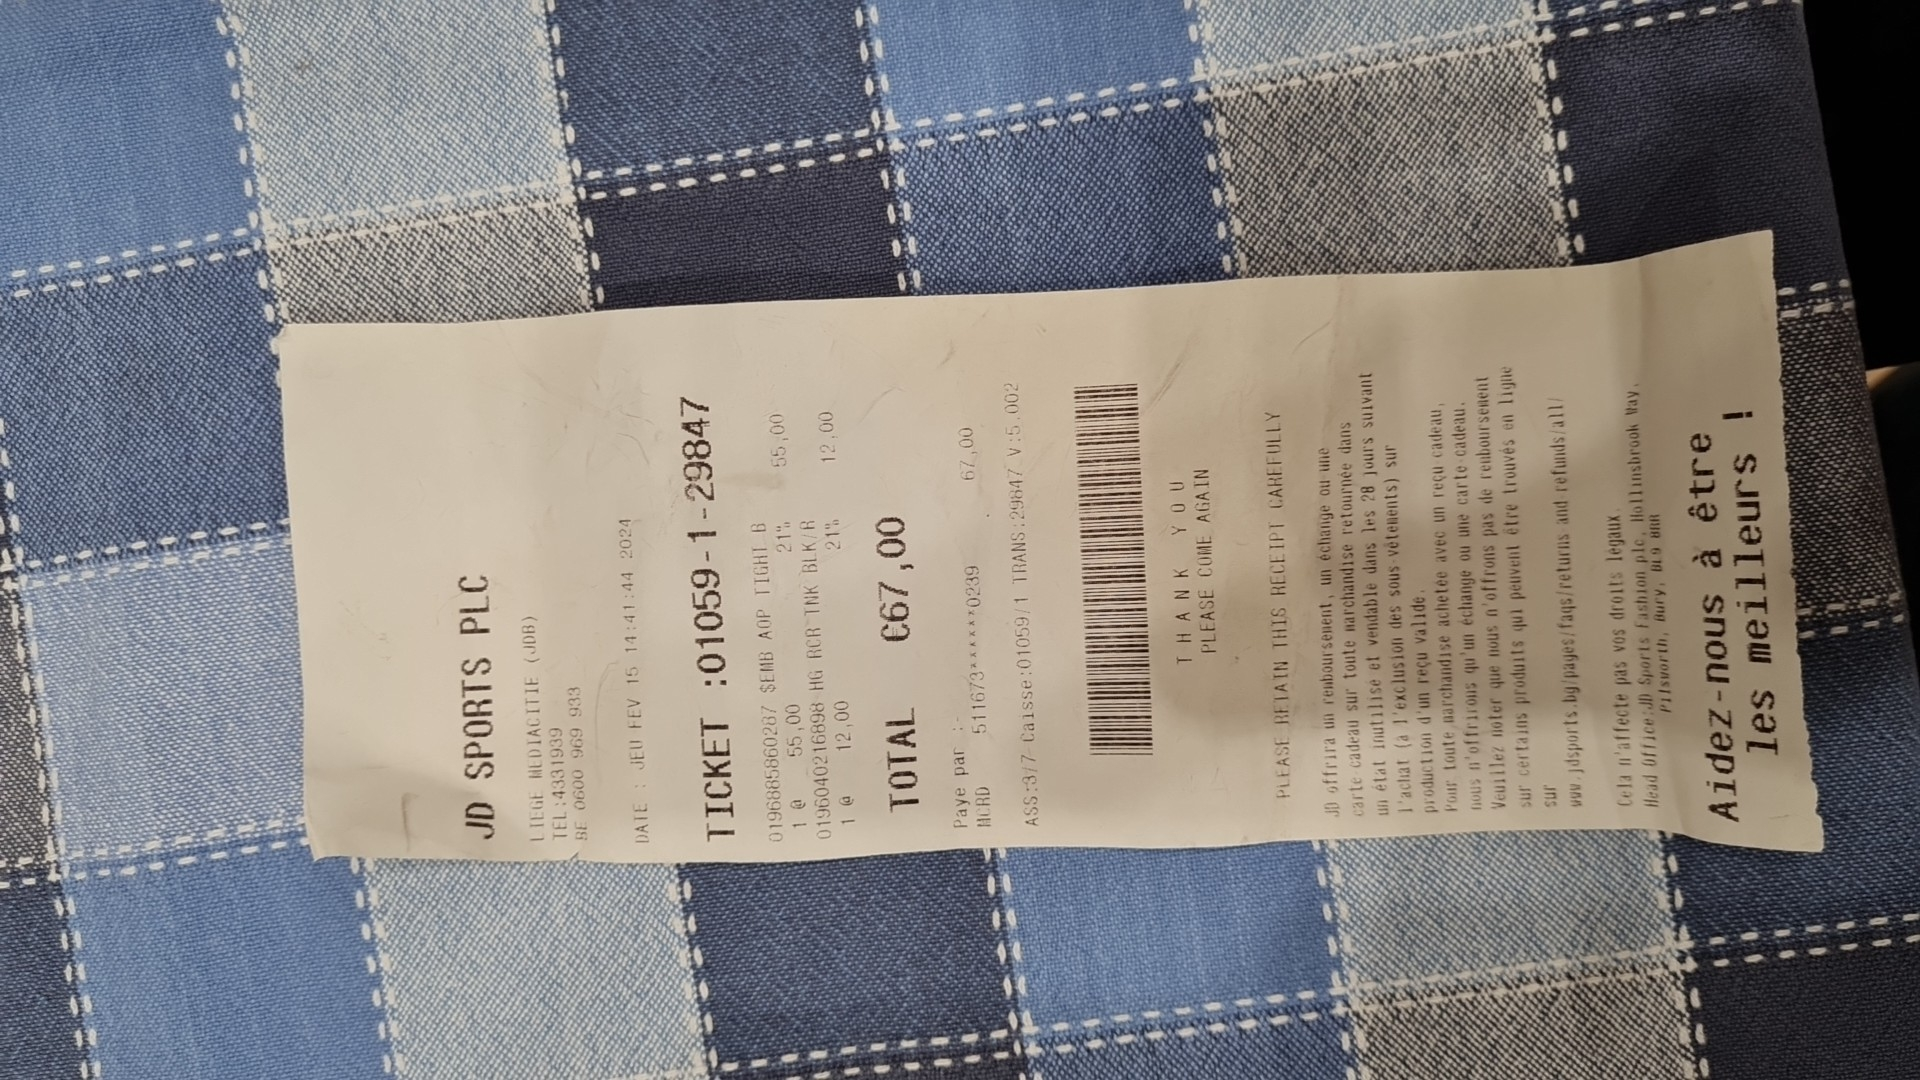 JD SPORTS PLC
LIEGE MEDIACITIE (JDB)
TEL:4331939
BE 0600 969 933
DATE : JEU FEV 15 14:41:44 2024
TICKET :01059-1-29847
0196885860287 $EMB AOP TIGHT B
21% 55,00
1 @ 55,00
0196040216898 HG RCR TNK BLK/R
21% 12,00
1 @ 12,00
TOTAL €67,00
Paye par :-
MCRD 511673******0239 67,00
ASS:3/7 Caisse:01059/1 TRANS:29847 V:5.002
T H A N K Y O U
PLEASE COME AGAIN
PLEASE RETAIN THIS RECEIPT CAREFULLY
JD offrira un remboursement, un échange ou une
carte cadeau sur toute marchandise retournée dans
un état inutilisé et vendable dans les 28 jours suivant
l'achat (à l'exclusion des sous vêtements) sur
production d'un reçu valide.
Pour toute marchandise achetée avec un reçu cadeau,
nous n'offrirons qu'un échange ou une carte cadeau.
Veuillez noter que nous n'offrons pas de remboursement
sur certains produits qui peuvent être trouvés en ligne
sur
www.jdsports.bg/pages/faqs/returns and refunds/all/
Cela n'affecte pas vos droits légaux.
Head Office:JD Sports Fashion plc, Hollinsbrook Way,
Pilsworth, Bury, BL9 8RR
Aidez-nous à être
les meilleurs !